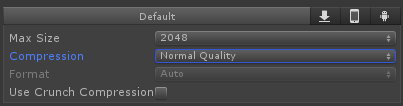 Default
Max Size 2048
Compression Normal Quality
Format Auto
Use Crunch Compression